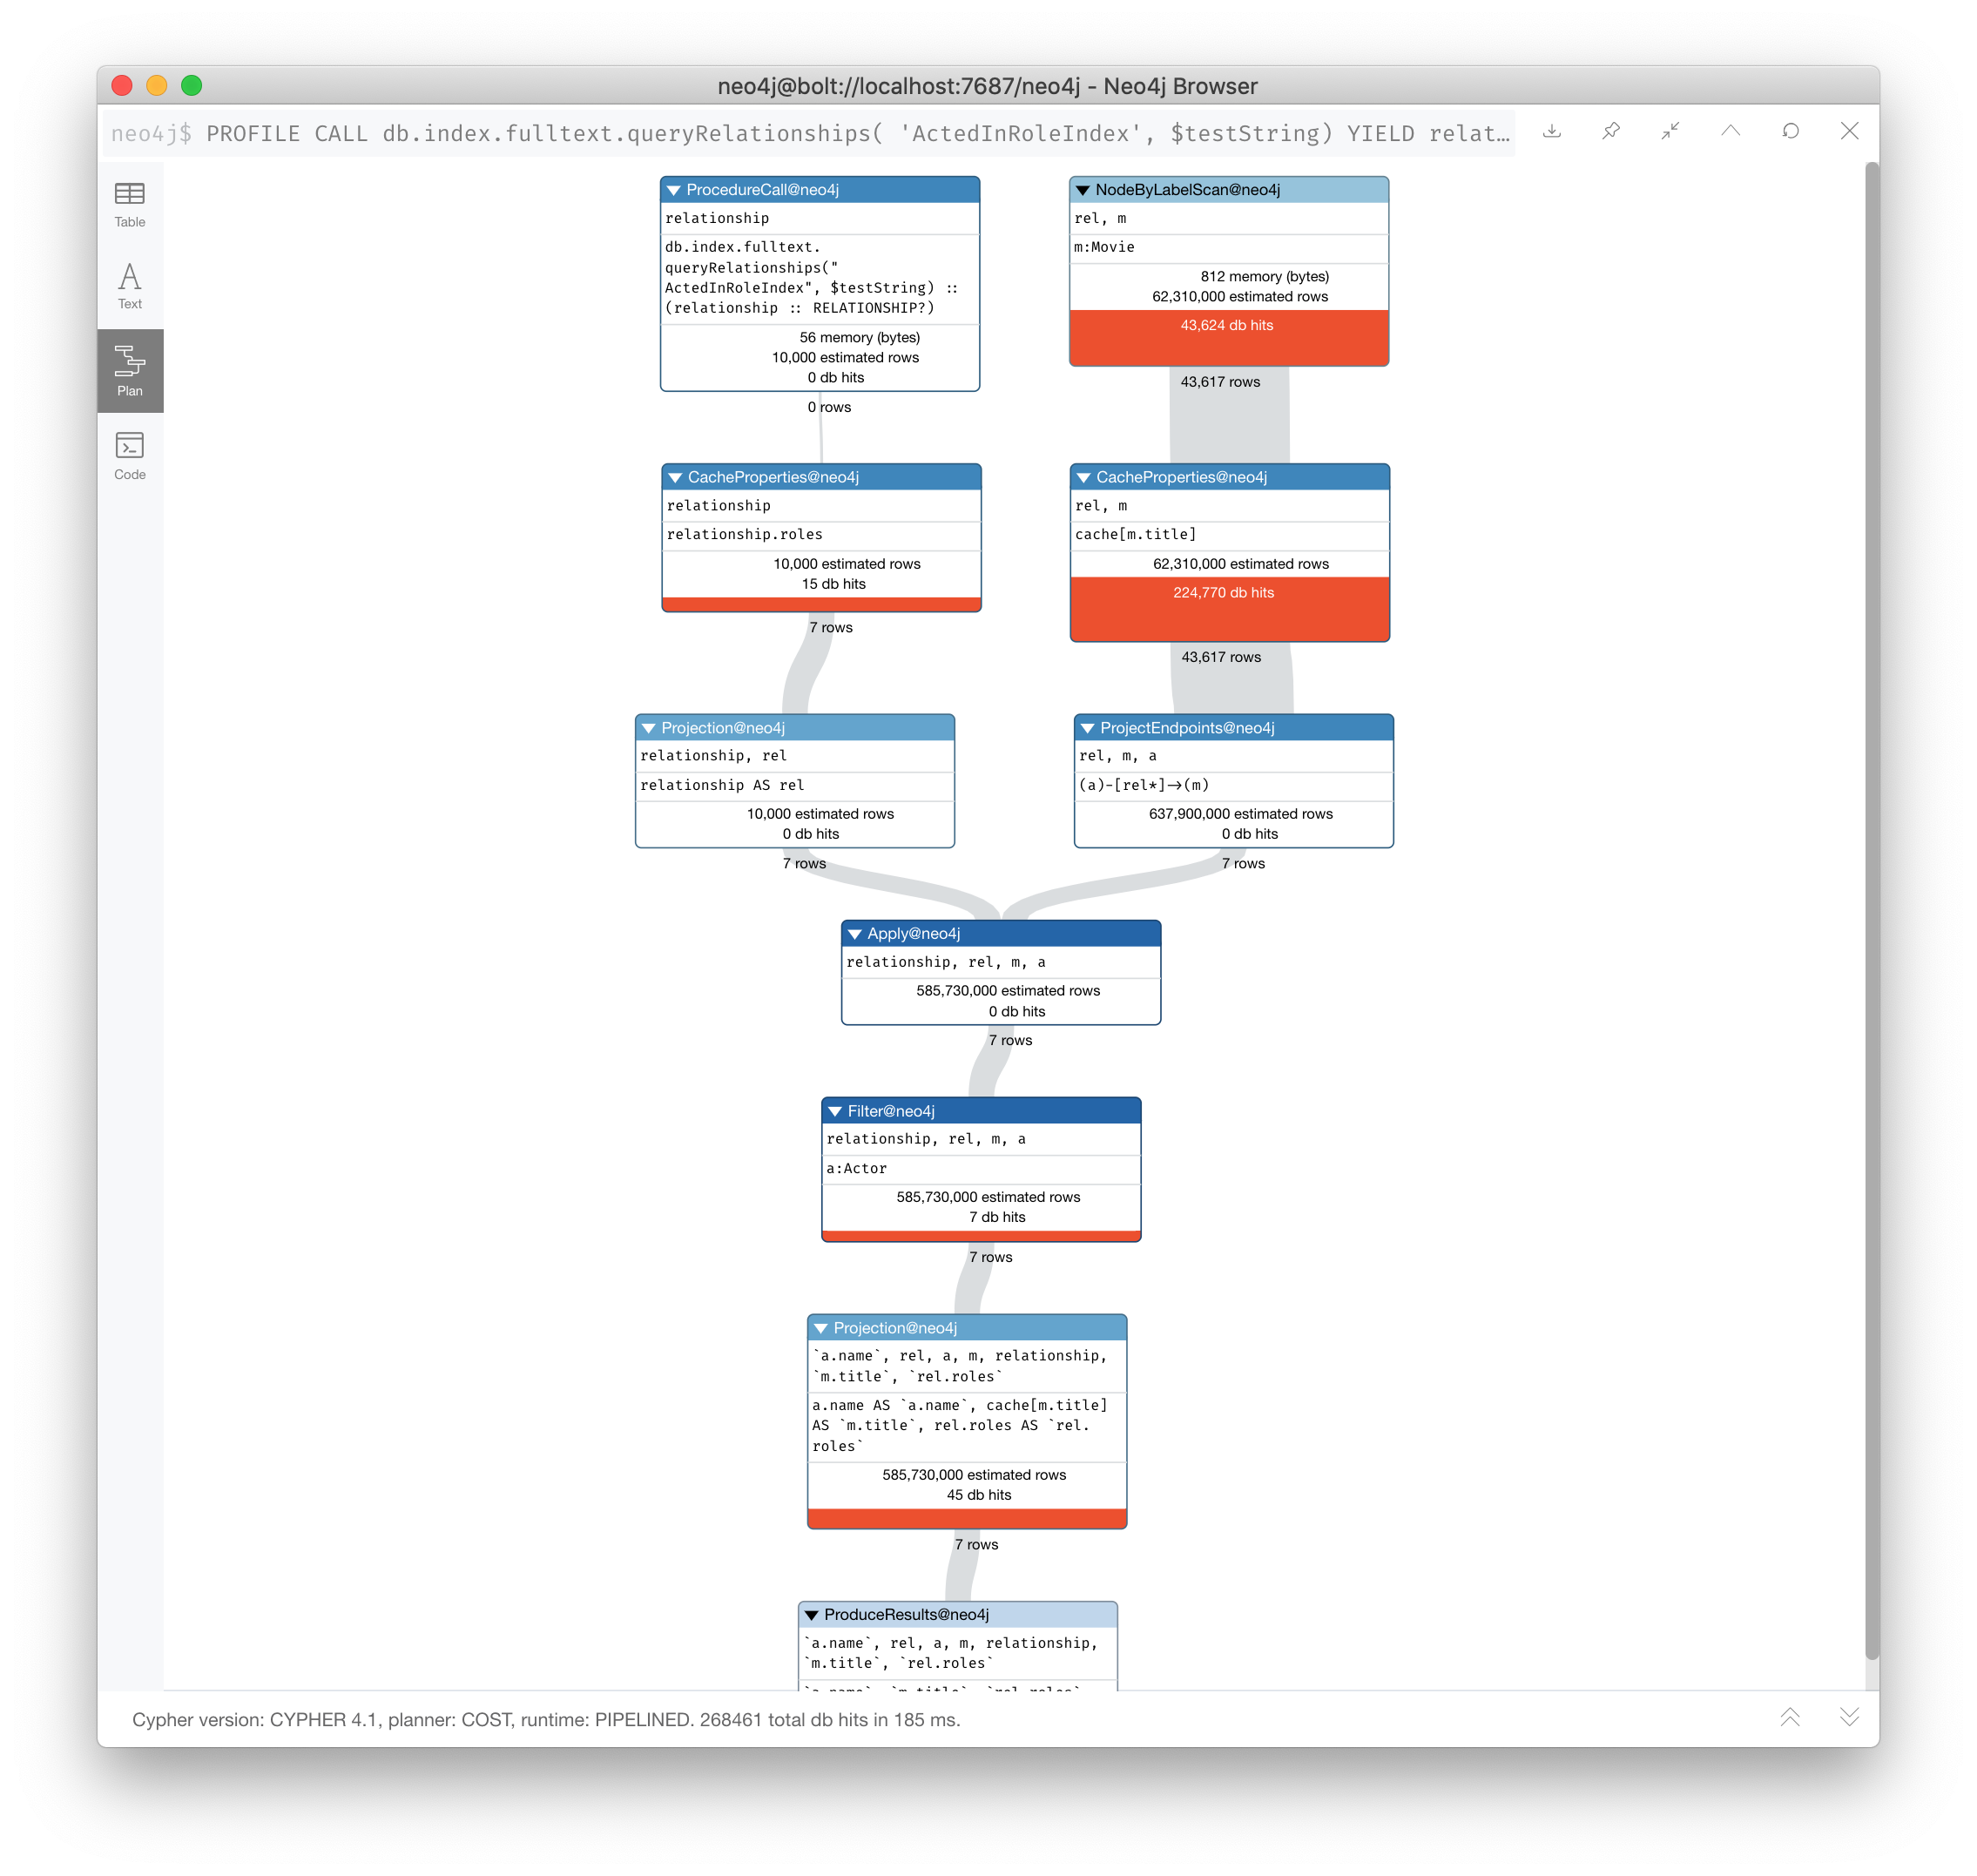 neo4j@bolt://localhost:7687/neo4j - Neo4j Browser
neo4j$ PROFILE CALL db.index.fulltext.queryRelationships( 'ActedInRoleIndex', $testString) YIELD relat…
Table
Text
Plan
Code
ProcedureCall@neo4j
relationship
db.index.fulltext.
queryRelationships("
ActedInRoleIndex", $testString) ::
(relationship :: RELATIONSHIP?)
56 memory (bytes)
10,000 estimated rows
0 db hits
0 rows
NodeByLabelScan@neo4j
rel, m
m:Movie
812 memory (bytes)
62,310,000 estimated rows
43,624 db hits
43,617 rows
CacheProperties@neo4j
relationship
relationship.roles
10,000 estimated rows
15 db hits
7 rows
CacheProperties@neo4j
rel, m
cache[m.title]
62,310,000 estimated rows
224,770 db hits
43,617 rows
Projection@neo4j
relationship, rel
relationship AS rel
10,000 estimated rows
0 db hits
7 rows
ProjectEndpoints@neo4j
rel, m, a
(a)-[rel*]->(m)
637,900,000 estimated rows
0 db hits
7 rows
Apply@neo4j
relationship, rel, m, a
585,730,000 estimated rows
0 db hits
7 rows
Filter@neo4j
relationship, rel, m, a
a:Actor
585,730,000 estimated rows
7 db hits
7 rows
Projection@neo4j
`a.name`, rel, a, m, relationship,
`m.title`, `rel.roles`
a.name AS `a.name`, cache[m.title]
AS `m.title`, rel.roles AS `rel.
roles`
585,730,000 estimated rows
45 db hits
7 rows
ProduceResults@neo4j
`a.name`, rel, a, m, relationship,
`m.title`, `rel.roles`
`a.name`, `m.title`, `rel.roles`
Cypher version: CYPHER 4.1, planner: COST, runtime: PIPELINED. 268461 total db hits in 185 ms.